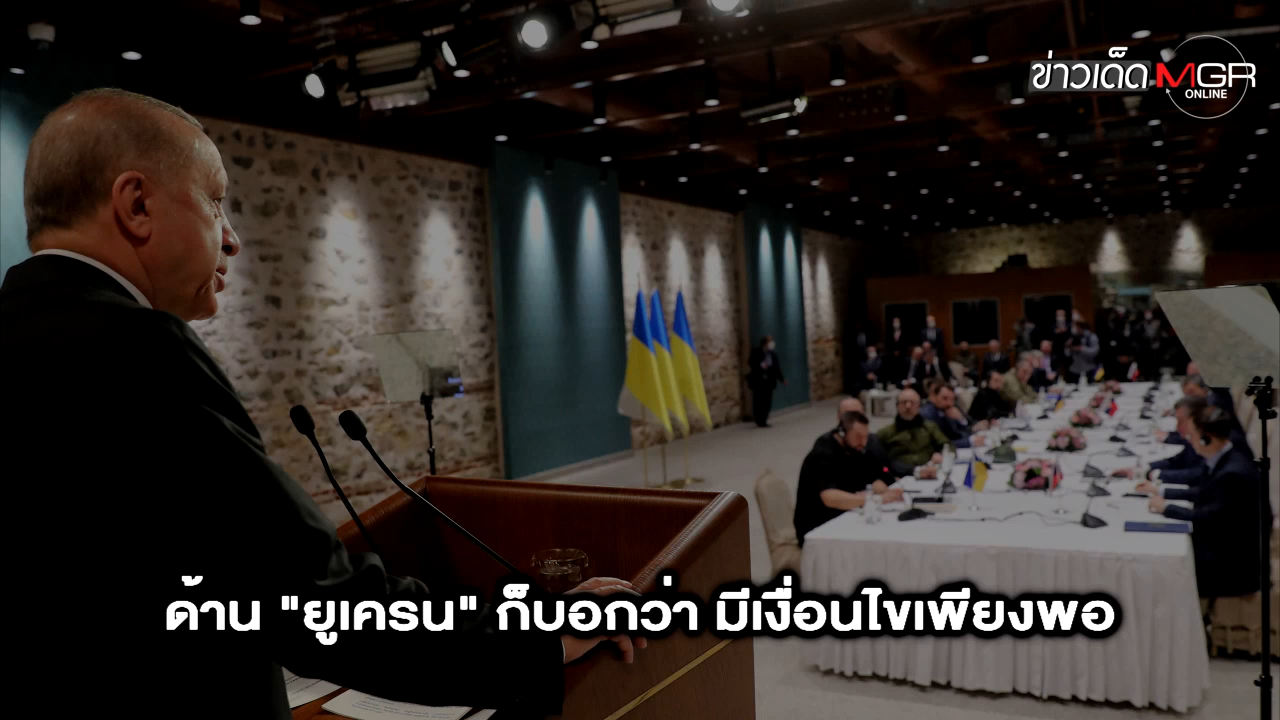 ข่าวเด็ด MGR
ONLINE
ด้าน "ยูเครน" ก็บอกว่า มีเงื่อนไขเพียงพอ